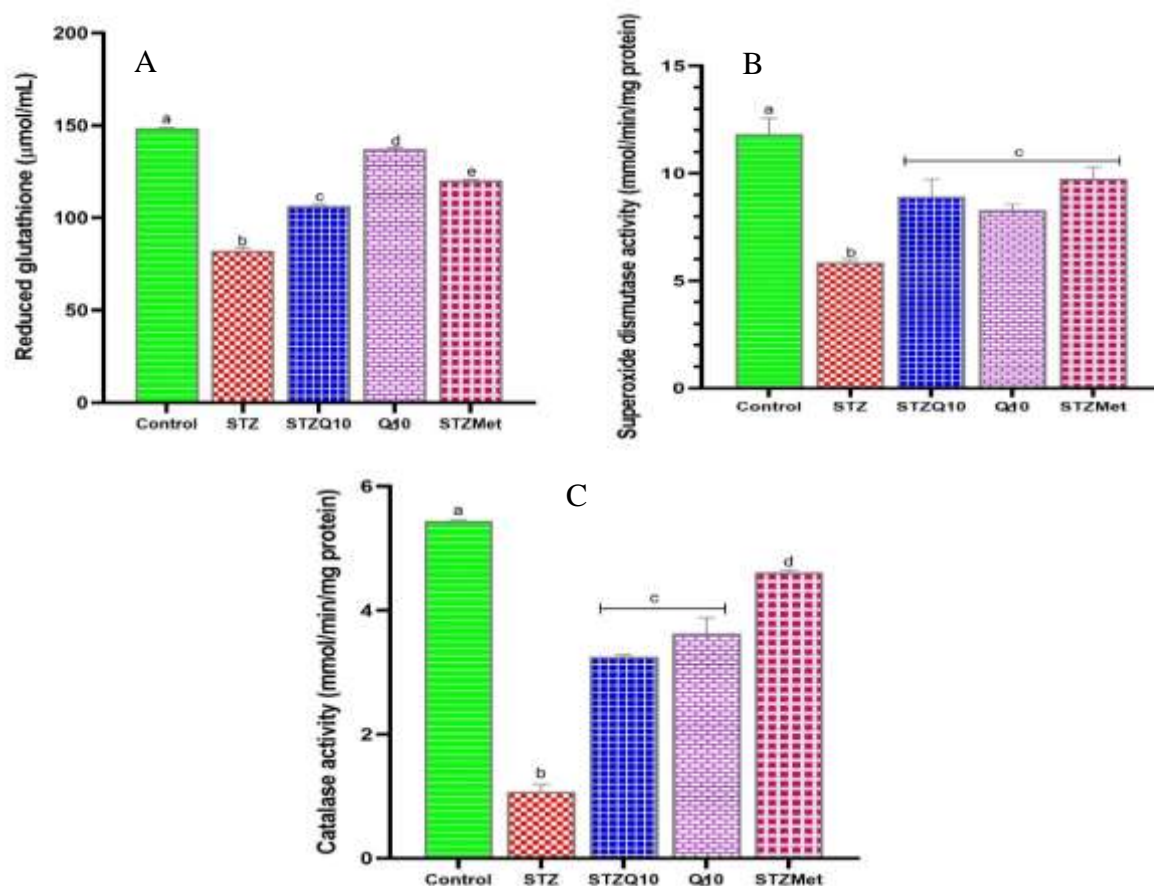 A
Reduced glutathione (μmol/mL)
200
150
100
50
0
a
b
c
d
e
Control STZ STZQ10 Q10 STZMet
B
Superoxide dismutase activity (mmol/min/mg protein)
15
10
5
0
a
b
c
Control STZ STZQ10 Q10 STZMet
C
Catalase activity (mmol/min/mg protein)
6
4
2
0
a
b
c
d
Control STZ STZQ10 Q10 STZMet